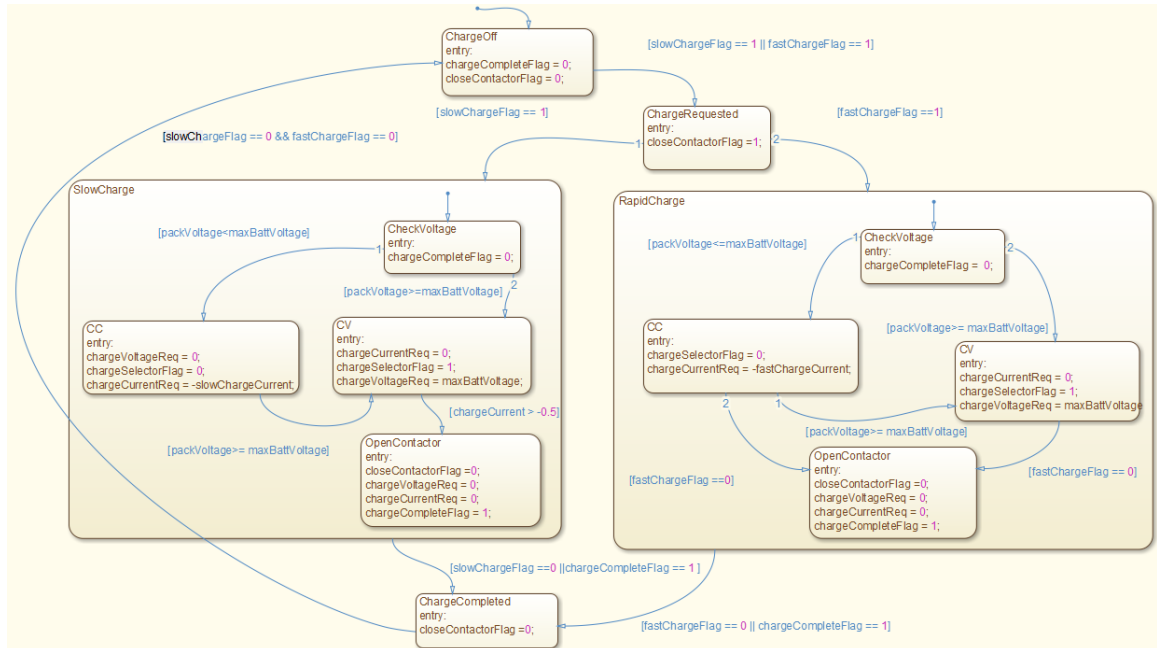 ChargeOff
entry:
chargeCompleteFlag = 0;
closeContactorFlag = 0;
[slowChargeFlag == 1 || fastChargeFlag == 1]
[slowChargeFlag == 1]
ChargeRequested
entry:
closeContactorFlag =1;
[fastChargeFlag ==1]
[slowChargeFlag == 0 && fastChargeFlag == 0]
1
2
SlowCharge
CheckVoltage
entry:
chargeCompleteFlag = 0;
[packVoltage<maxBattVoltage]
1
[packVoltage>=maxBattVoltage]
2
CC
entry:
chargeVoltageReq = 0;
chargeSelectorFlag = 0;
chargeCurrentReq = -slowChargeCurrent;
CV
entry:
chargeCurrentReq = 0;
chargeSelectorFlag = 1;
chargeVoltageReq = maxBattVoltage;
[chargeCurrent > -0.5]
[packVoltage>= maxBattVoltage]
OpenContactor
entry:
closeContactorFlag =0;
chargeVoltageReq = 0;
chargeCurrentReq = 0;
chargeCompleteFlag = 1;
RapidCharge
CheckVoltage
entry:
chargeCompleteFlag = 0;
[packVoltage<=maxBattVoltage]
1
2
[packVoltage>= maxBattVoltage]
CC
entry:
chargeSelectorFlag = 0;
chargeCurrentReq = -fastChargeCurrent;
CV
entry:
chargeCurrentReq = 0;
chargeSelectorFlag = 1;
chargeVoltageReq = maxBattVoltage
2
1
[packVoltage>= maxBattVoltage]
[fastChargeFlag ==0]
[fastChargeFlag == 0]
OpenContactor
entry:
closeContactorFlag =0;
chargeVoltageReq = 0;
chargeCurrentReq = 0;
chargeCompleteFlag = 1;
[slowChargeFlag ==0 ||chargeCompleteFlag == 1 ]
ChargeCompleted
entry:
closeContactorFlag =0;
[fastChargeFlag == 0 || chargeCompleteFlag == 1]